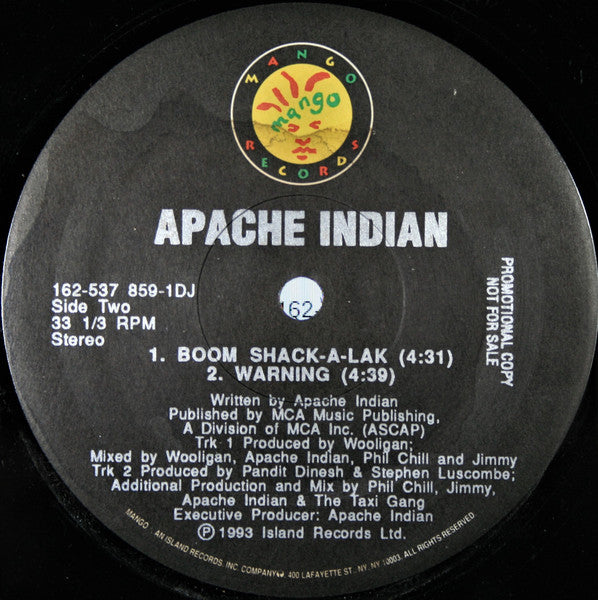 MANGO
mango
RECORDS
APACHE INDIAN
162-537 859-1DJ
Side Two
33 1/3 RPM
Stereo
162-
PROMOTIONAL COPY
NOT FOR SALE
1. BOOM SHACK-A-LAK (4:31)
2. WARNING (4:39)
Written by Apache Indian
Published by MCA Music Publishing,
A Division of MCA Inc. (ASCAP)
Trk 1 Produced by Wooligan;
Mixed by Wooligan, Apache Indian, Phil Chill and Jimmy
Trk 2 Produced by Pandit Dinesh & Stephen Luscombe;
Additional Production and Mix by Phil Chill, Jimmy,
Apache Indian & The Taxi Gang
Executive Producer: Apache Indian
Ⓟ 1993 Island Records Ltd.
MANGO · AN ISLAND RECORDS, INC. COMPANY 400 LAFAYETTE ST., NY, NY 10003. ALL RIGHTS RESERVED